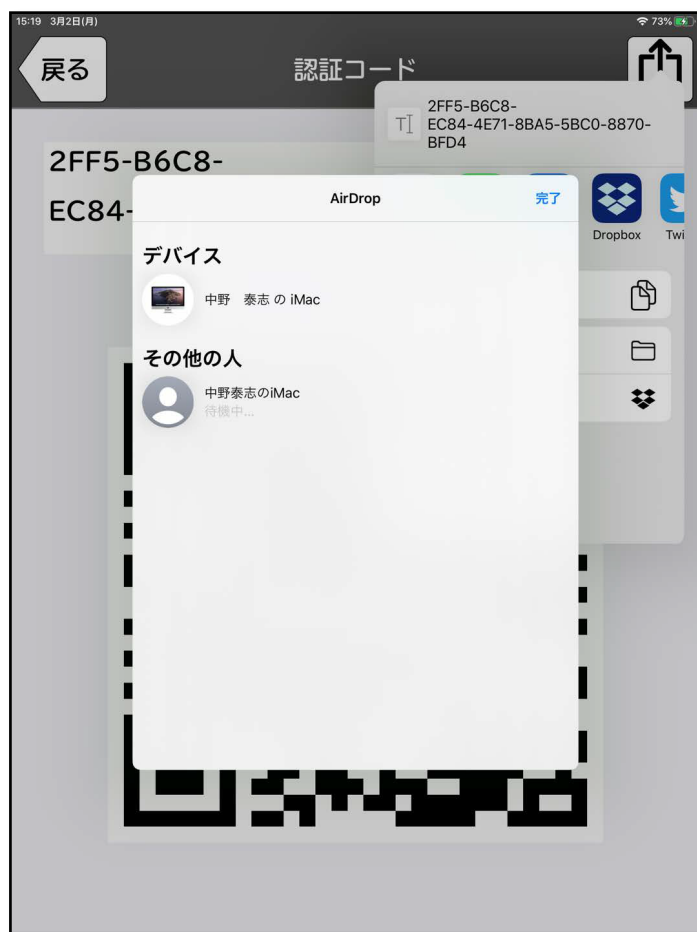 15:19 3月2日(月)
73%
戻る
認証コード
2FF5-B6C8-
EC84-4E71-8BA5-5BC0-8870-
BFD4
2FF5-B6C8-
EC84-
AirDrop
完了
Dropbox
Twi
デバイス
中野 泰志 の iMac
その他の人
中野泰志のiMac
待機中...